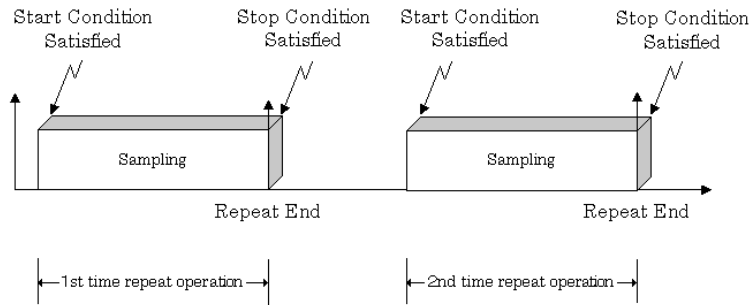 Start Condition
Satisfied
Stop Condition
Satisfied
Start Condition
Satisfied
Stop Condition
Satisfied
Sampling
Sampling
Repeat End
Repeat End
1st time repeat operation
2nd time repeat operation